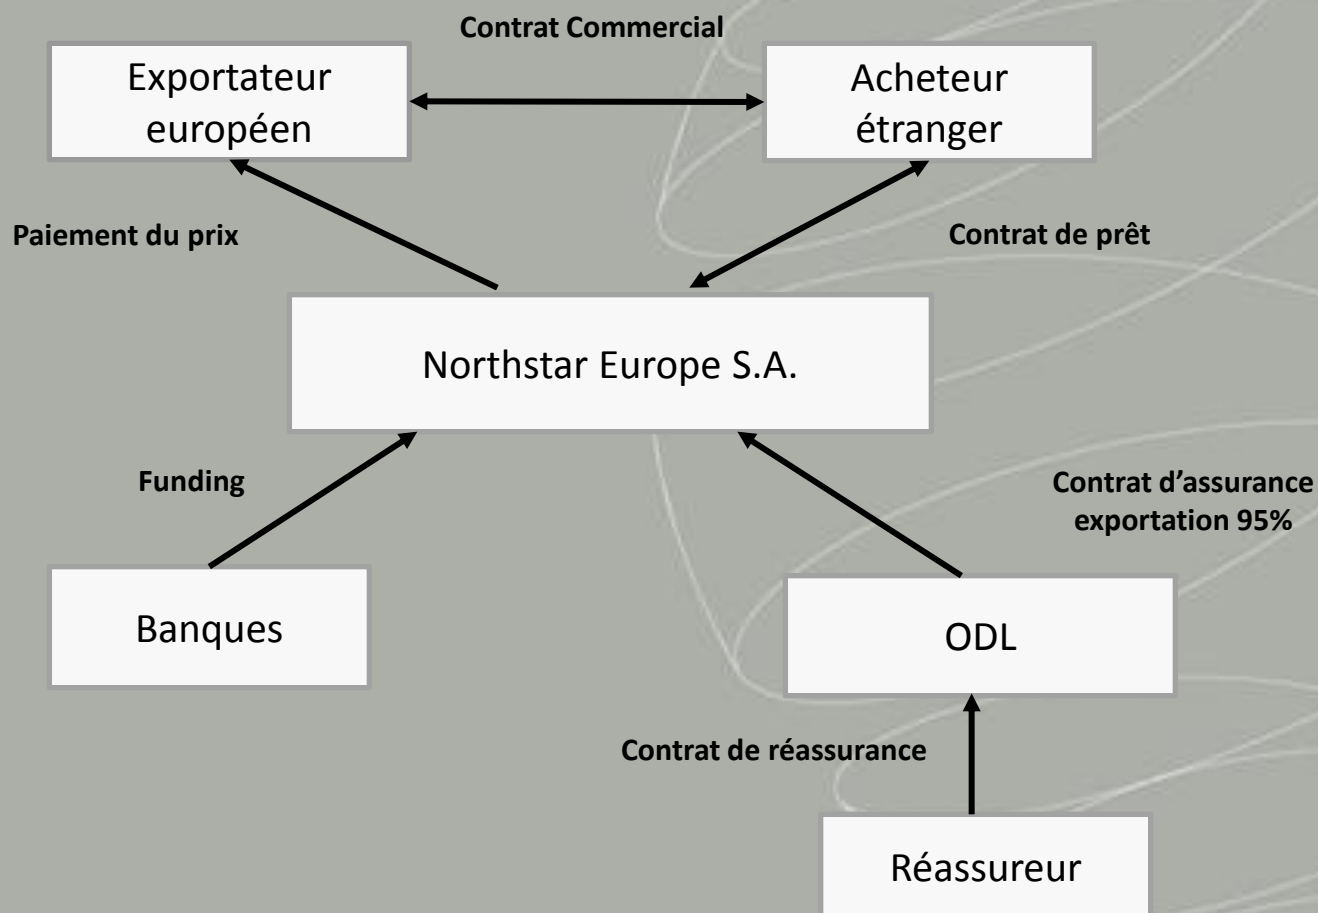 Contrat Commercial
Exportateur
européen
Acheteur
étranger
Paiement du prix
Contrat de prêt
Northstar Europe S.A.
Funding
Contrat d’assurance
exportation 95%
Banques
ODL
Contrat de réassurance
Réassureur